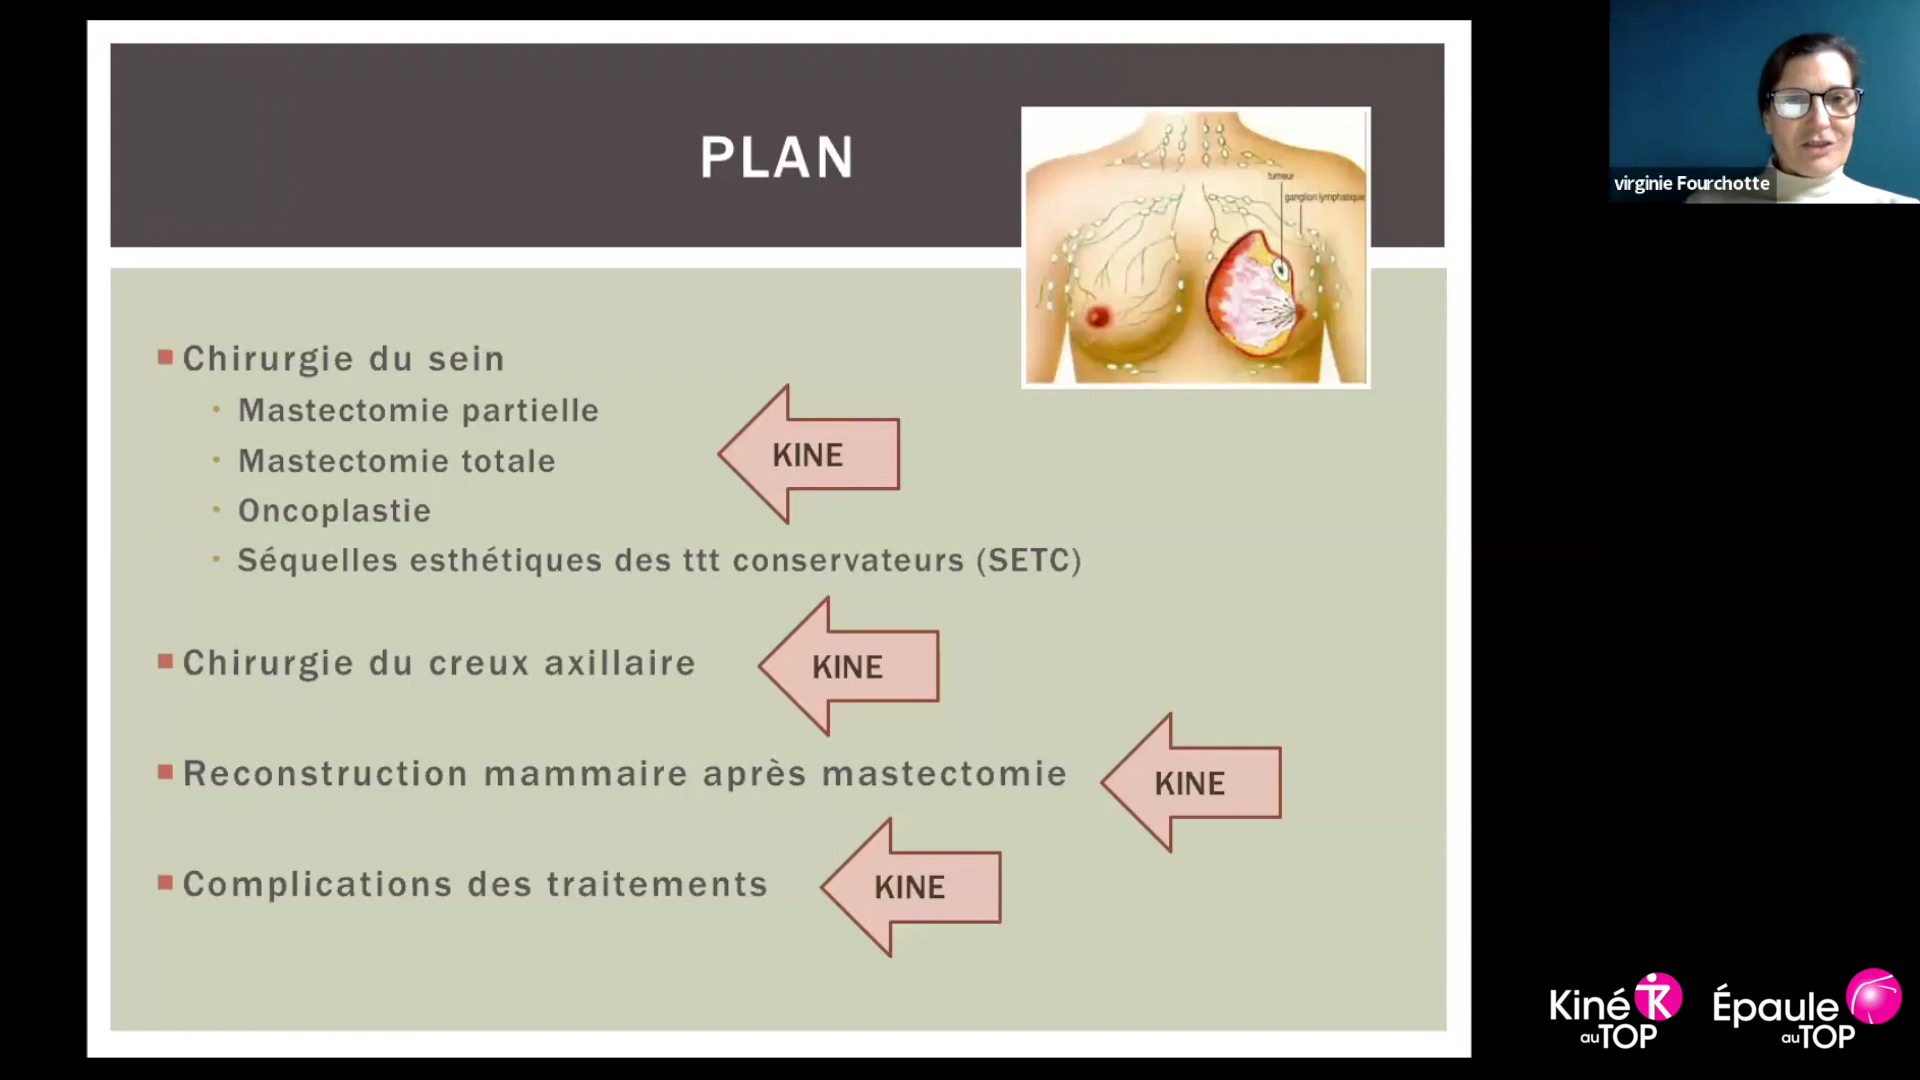 PLAN
tumeur
ganglion lymphatique
virginie Fourchotte
Chirurgie du sein
Mastectomie partielle
Mastectomie totale
KINE
Oncoplastie
Séquelles esthétiques des ttt conservateurs (SETC)
Chirurgie du creux axillaire
KINE
Reconstruction mammaire après mastectomie
KINE
Complications des traitements
KINE
Kiné
au TOP
Épaule
au TOP